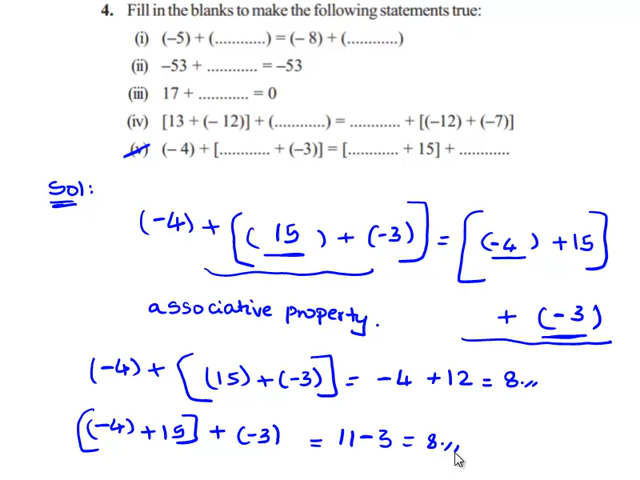 4. Fill in the blanks to make the following statements true:
(i) (–5) + (............) = (– 8) + (............)
(ii) –53 + ............ = –53
(iii) 17 + ............ = 0
(iv) [13 + (– 12)] + (............) = ............ + [(–12) + (–7)]
(v) (– 4) + [............ + (–3)] = [............ + 15] + ............
Sol:
(-4) + [( 15 ) + (-3)] = [(-4) + 15]
+ (-3)
associative property.
(-4) + [(15) + (-3)] = -4 + 12 = 8.,,
[(-4) + 15] + (-3) = 11 - 3 = 8.,,